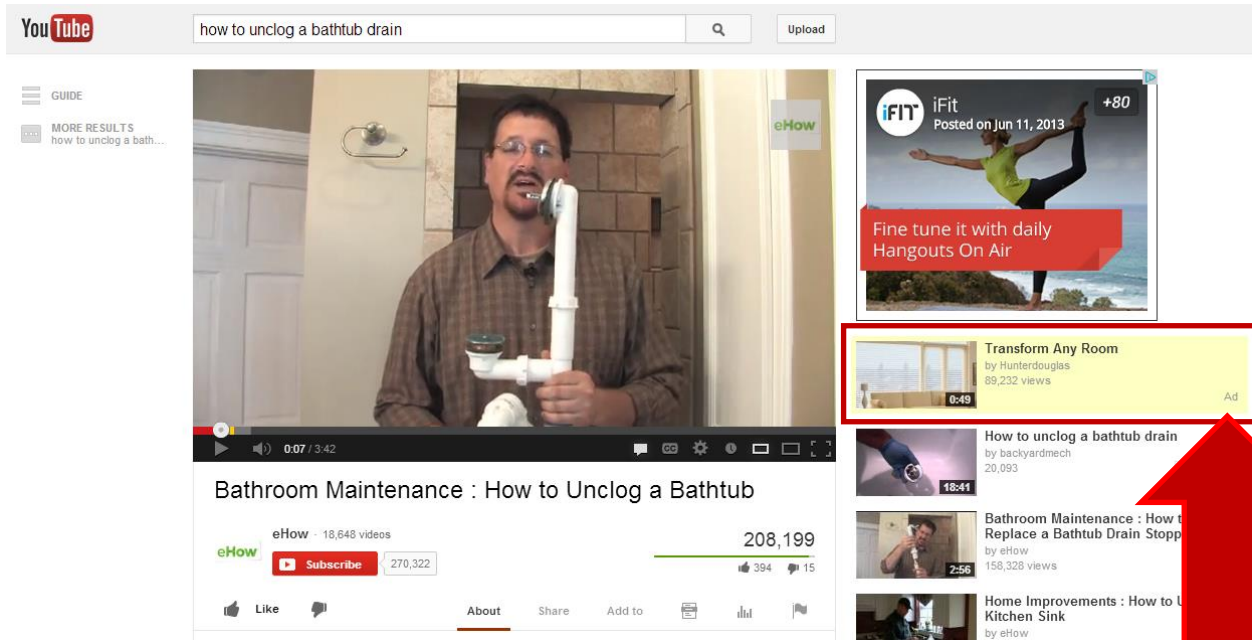 You Tube
how to unclog a bathtub drain
Upload
GUIDE
MORE RESULTS
how to unclog a bath...
eHow
iFIT
iFit
Posted on Jun 11, 2013
+80
Fine tune it with daily
Hangouts On Air
Transform Any Room
by Hunterdouglas
89,232 views
0:49
Ad
How to unclog a bathtub drain
by backyardmech
20,093
18:41
Bathroom Maintenance : How
Replace a Bathtub Drain Stopp
by eHow
158,328 views
2:56
Home Improvements : How to
Kitchen Sink
by eHow
0:07 / 3:42
CC
Bathroom Maintenance : How to Unclog a Bathtub
eHow
eHow · 18,648 videos
Subscribe
270,322
208,199
394
15
Like
About
Share
Add to